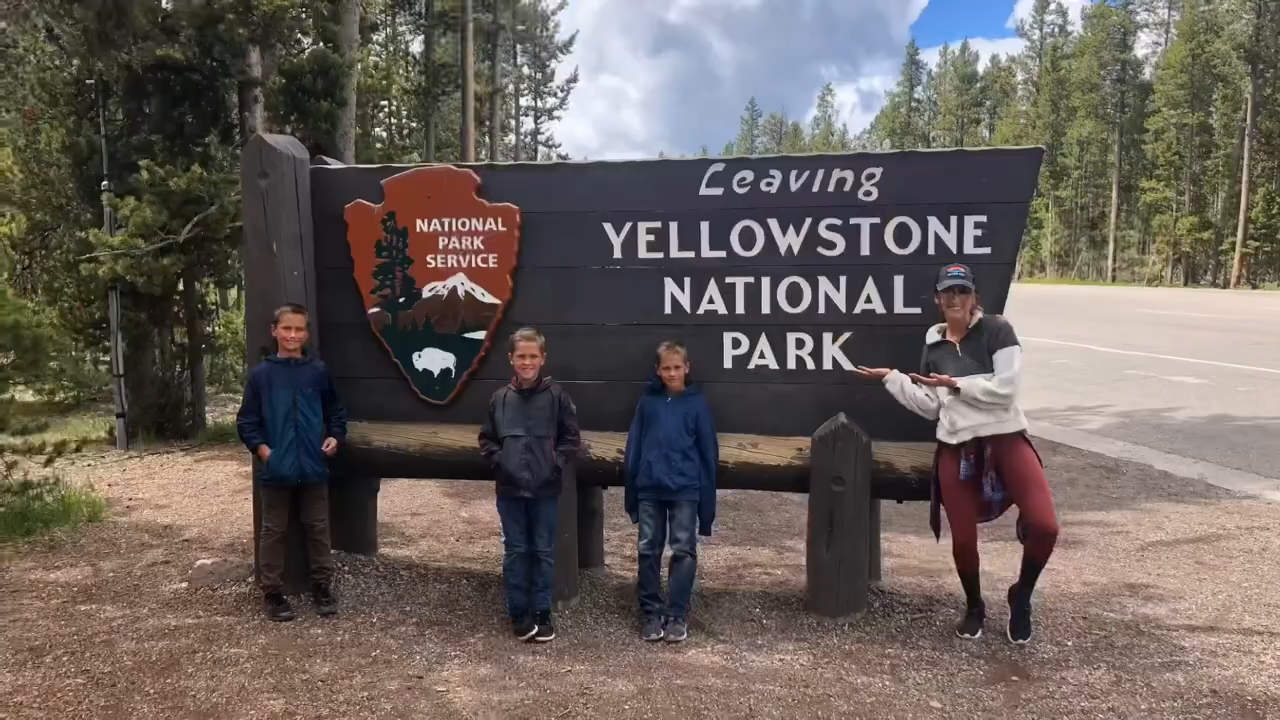 NATIONAL
PARK
SERVICE
Leaving
YELLOWSTONE
NATIONAL
PARK